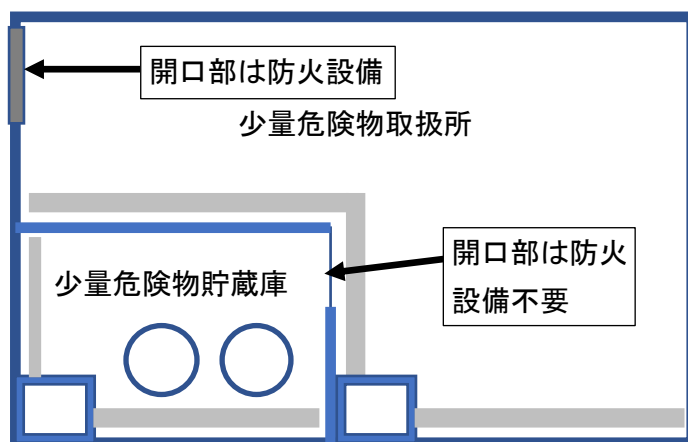 開口部は防火設備
少量危険物取扱所
開口部は防火
設備不要
少量危険物貯蔵庫